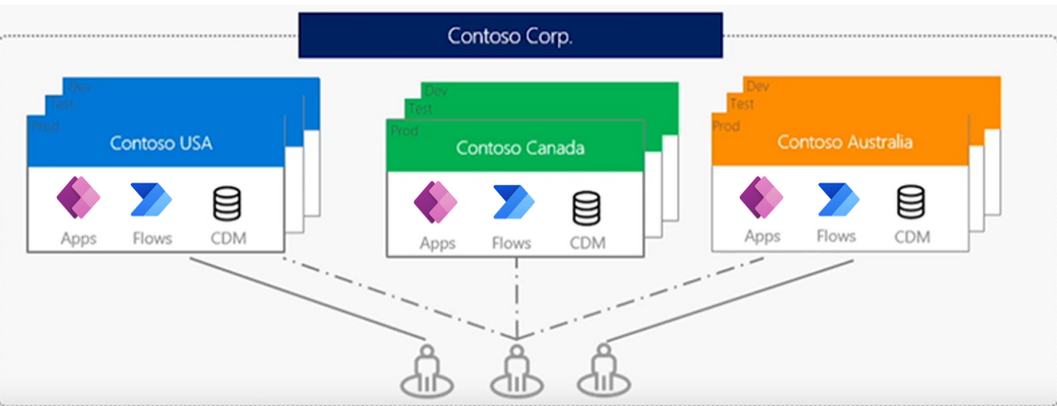 Contoso Corp.
Dev
Test
Prod
Contoso USA
Apps Flows CDM
Dev
Test
Prod
Contoso Canada
Apps Flows CDM
Dev
Test
Prod
Contoso Australia
Apps Flows CDM